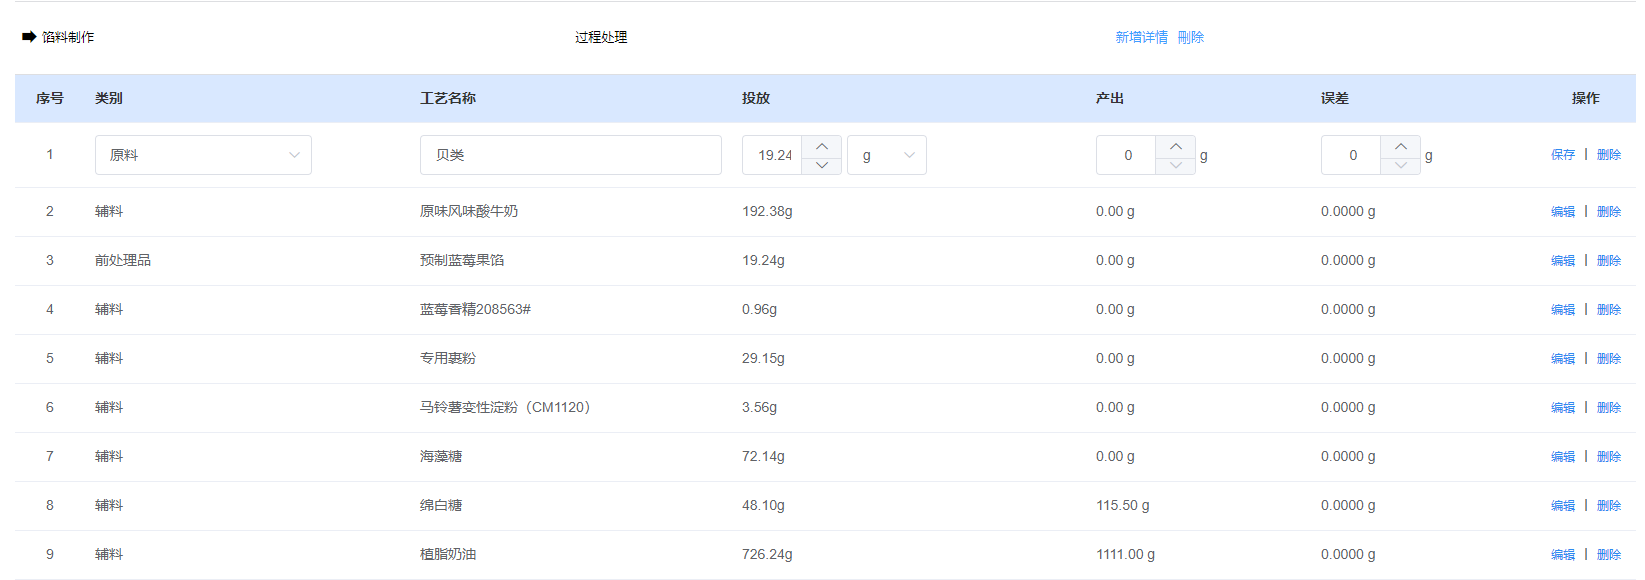 ➡ 馅料制作 过程处理 新增详情 删除
序号 类别 工艺名称 投放 产出 误差 操作
1 原料 贝类 19.24 g 0 g 0 g 保存 | 删除
2 辅料 原味风味酸牛奶 192.38g 0.00 g 0.0000 g 编辑 | 删除
3 前处理品 预制蓝莓果馅 19.24g 0.00 g 0.0000 g 编辑 | 删除
4 辅料 蓝莓香精208563# 0.96g 0.00 g 0.0000 g 编辑 | 删除
5 辅料 专用裹粉 29.15g 0.00 g 0.0000 g 编辑 | 删除
6 辅料 马铃薯变性淀粉（CM1120） 3.56g 0.00 g 0.0000 g 编辑 | 删除
7 辅料 海藻糖 72.14g 0.00 g 0.0000 g 编辑 | 删除
8 辅料 绵白糖 48.10g 115.50 g 0.0000 g 编辑 | 删除
9 辅料 植脂奶油 726.24g 1111.00 g 0.0000 g 编辑 | 删除